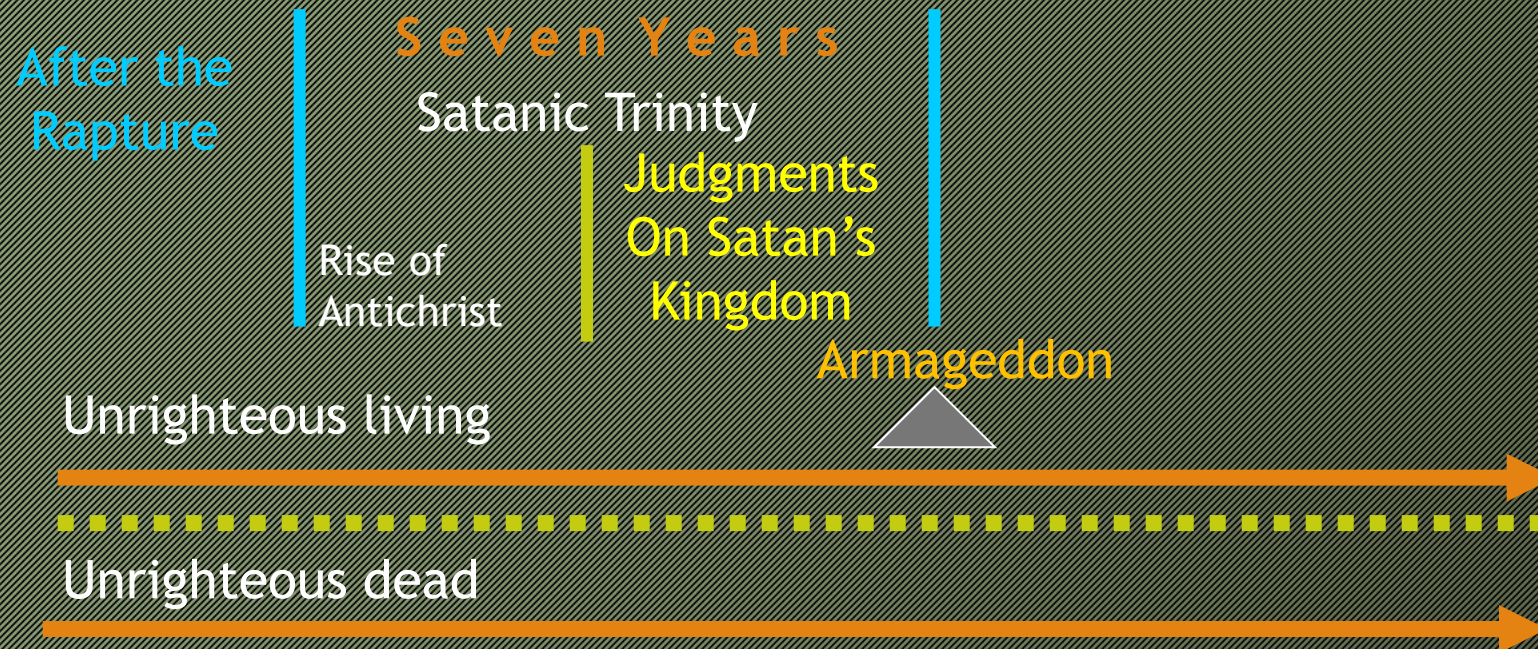 After the
Rapture
S e v e n Y e a r s
Satanic Trinity
Judgments
On Satan’s
Kingdom
Rise of
Antichrist
Armageddon
Unrighteous living
Unrighteous dead